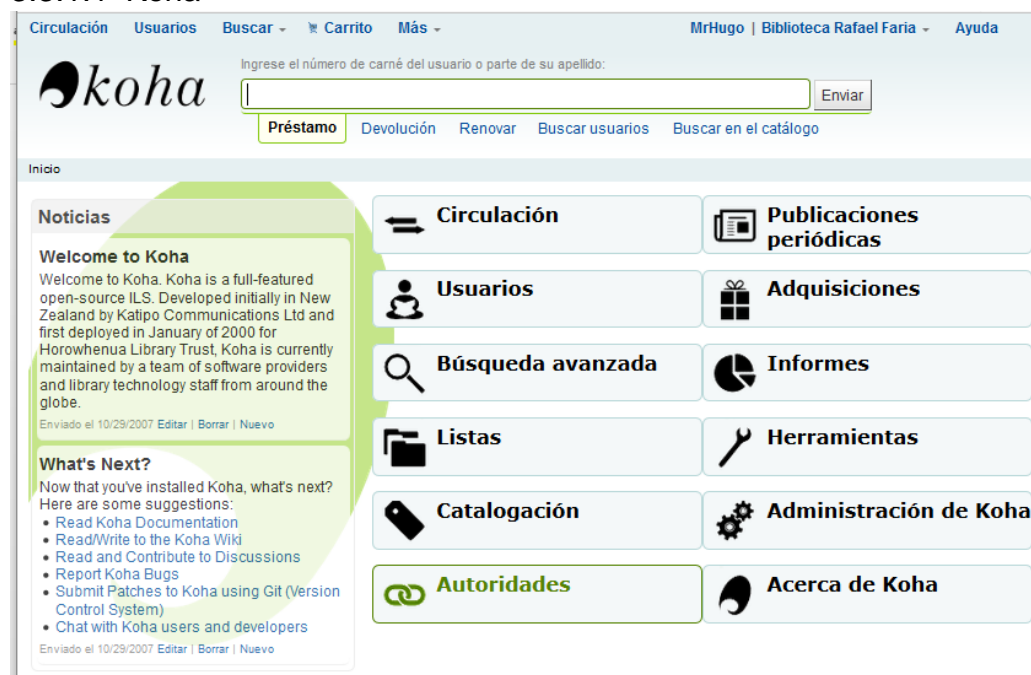 Circulación Usuarios Buscar Carrito Más MrHugo | Biblioteca Rafael Faria Ayuda
koha
Ingrese el número de carné del usuario o parte de su apellido:
Enviar
Préstamo Devolución Renovar Buscar usuarios Buscar en el catálogo
Inicio
Noticias
Welcome to Koha
Welcome to Koha. Koha is a full-featured
open-source ILS. Developed initially in New
Zealand by Katipo Communications Ltd and
first deployed in January of 2000 for
Horowhenua Library Trust, Koha is currently
maintained by a team of software providers
and library technology staff from around the
globe.
Enviado el 10/29/2007 Editar | Borrar | Nuevo
What's Next?
Now that you've installed Koha, what's next?
Here are some suggestions:
• Read Koha Documentation
• Read/Write to the Koha Wiki
• Read and Contribute to Discussions
• Report Koha Bugs
• Submit Patches to Koha using Git (Version
Control System)
• Chat with Koha users and developers
Enviado el 10/29/2007 Editar | Borrar | Nuevo
Circulación
Publicaciones
periódicas
Usuarios
Adquisiciones
Búsqueda avanzada
Informes
Listas
Herramientas
Catalogación
Administración de Koha
Autoridades
Acerca de Koha